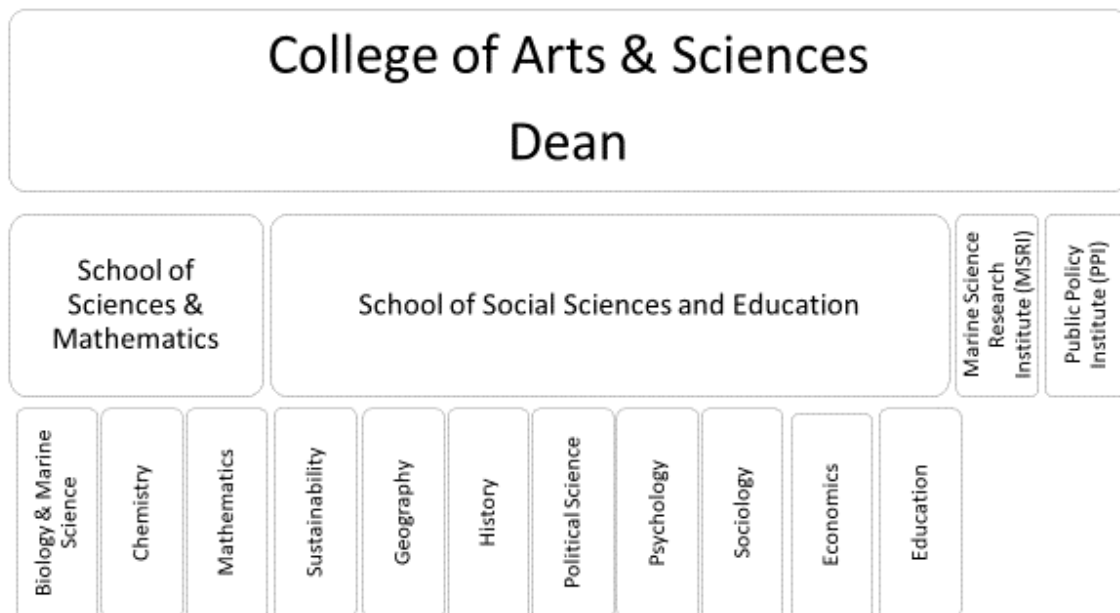 College of Arts & Sciences
Dean
School of
Sciences &
Mathematics
School of Social Sciences and Education
Marine Science
Research
Institute (MSRI)
Public Policy
Institute (PPI)
Biology & Marine
Science
Chemistry
Mathematics
Sustainability
Geography
History
Political Science
Psychology
Sociology
Economics
Education